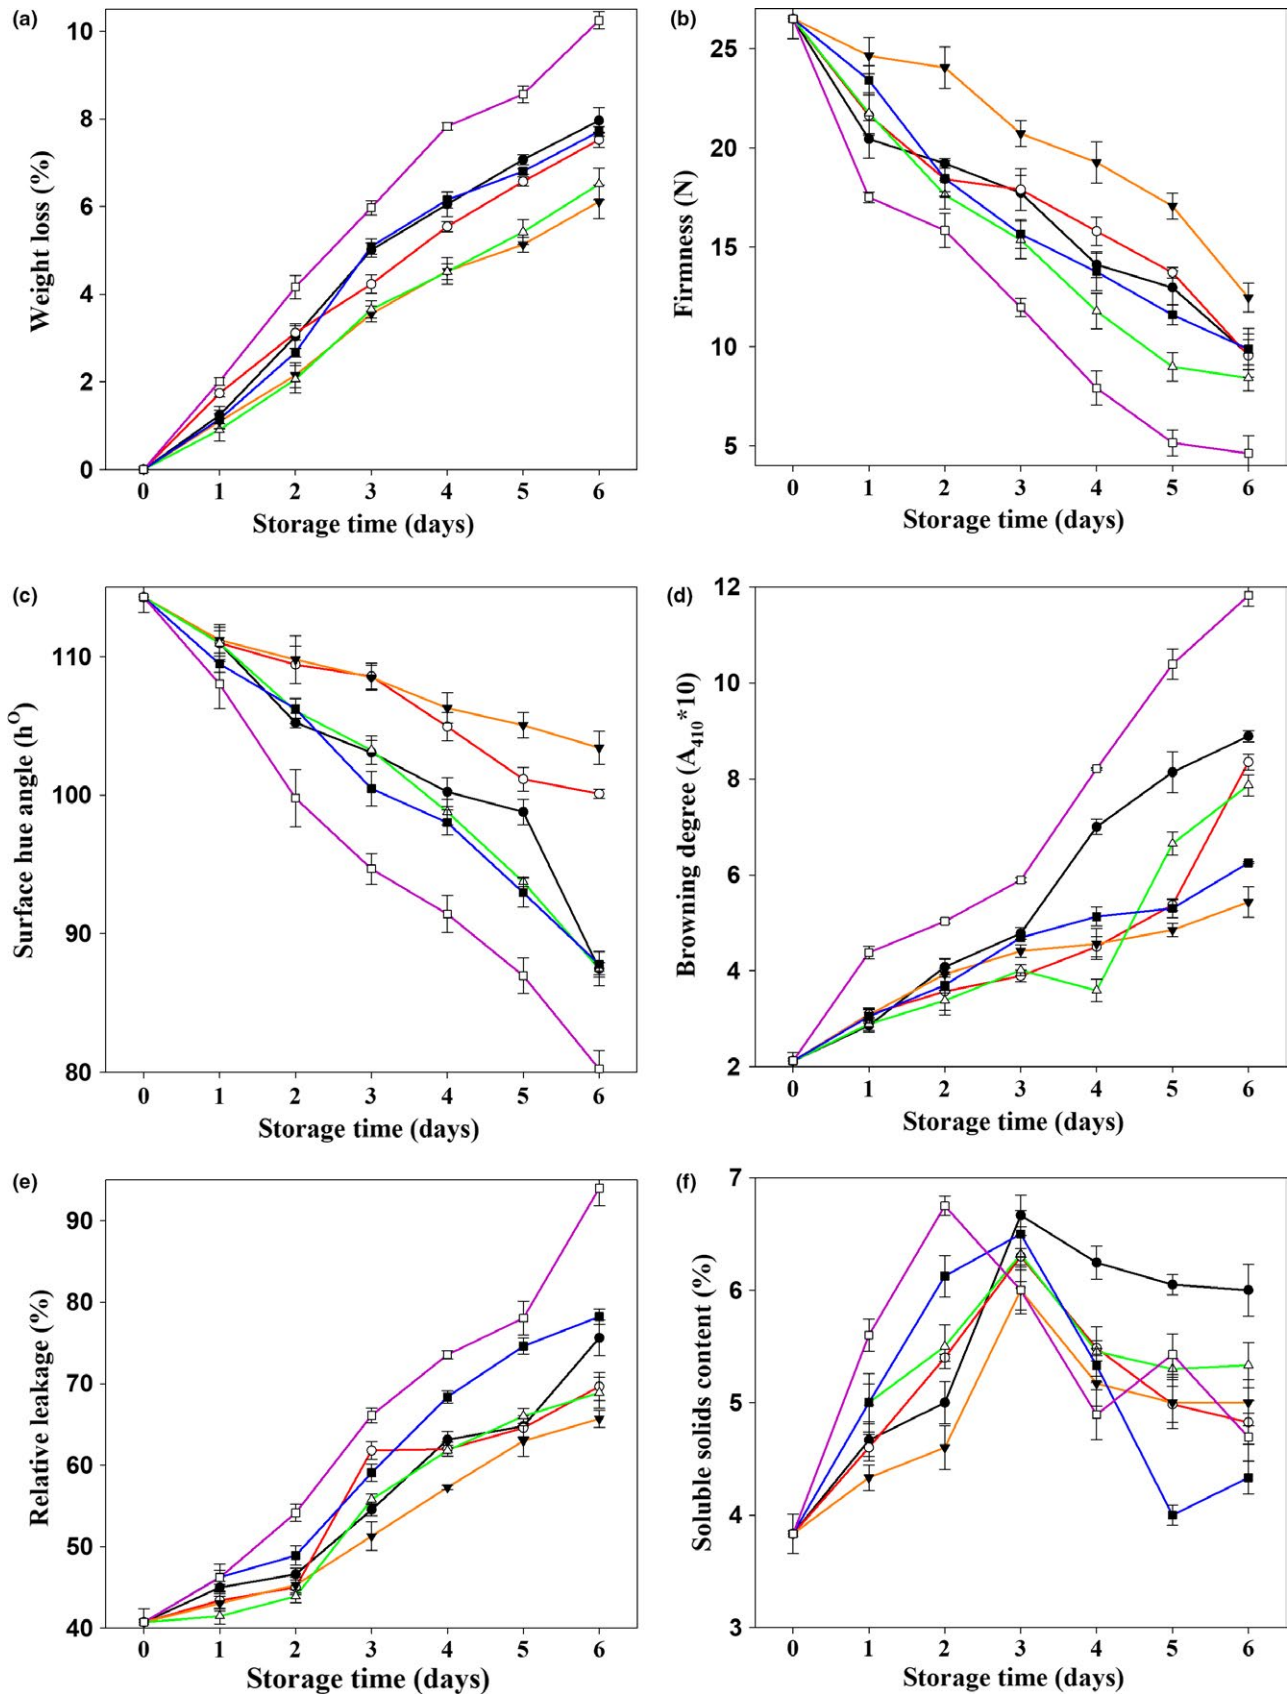 (a)
10
8
6
4
2
0
Weight loss (%)
0 1 2 3 4 5 6
Storage time (days)
(b)
25
20
15
10
5
Firmness (N)
0 1 2 3 4 5 6
Storage time (days)
(c)
110
100
90
80
Surface hue angle (h^O)
0 1 2 3 4 5 6
Storage time (days)
(d)
12
10
8
6
4
2
Browning degree (A₄₁₀*10)
0 1 2 3 4 5 6
Storage time (days)
(e)
90
80
70
60
50
40
Relative leakage (%)
0 1 2 3 4 5 6
Storage time (days)
(f)
7
6
5
4
3
Soluble solids content (%)
0 1 2 3 4 5 6
Storage time (days)